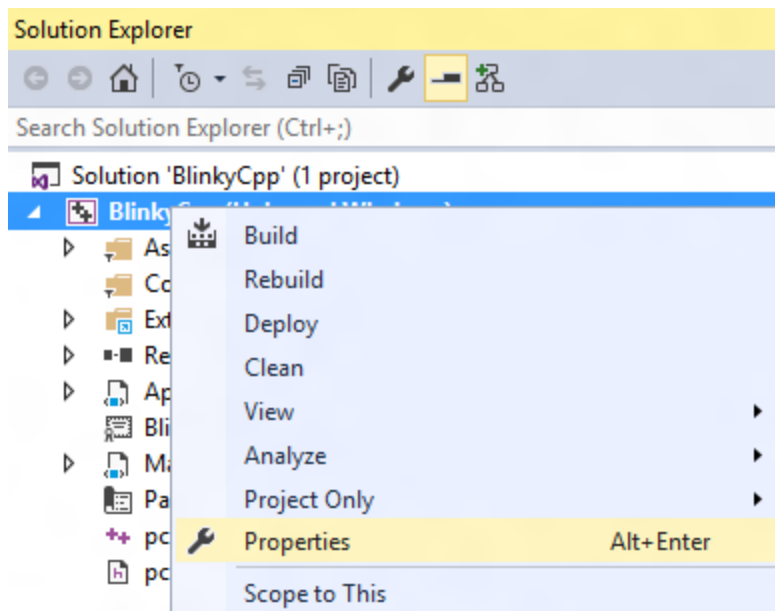 Solution Explorer
Search Solution Explorer (Ctrl+;)
Solution 'BlinkyCpp' (1 project)
Build
Rebuild
Deploy
Clean
View
Analyze
Project Only
Properties Alt+Enter
Scope to This